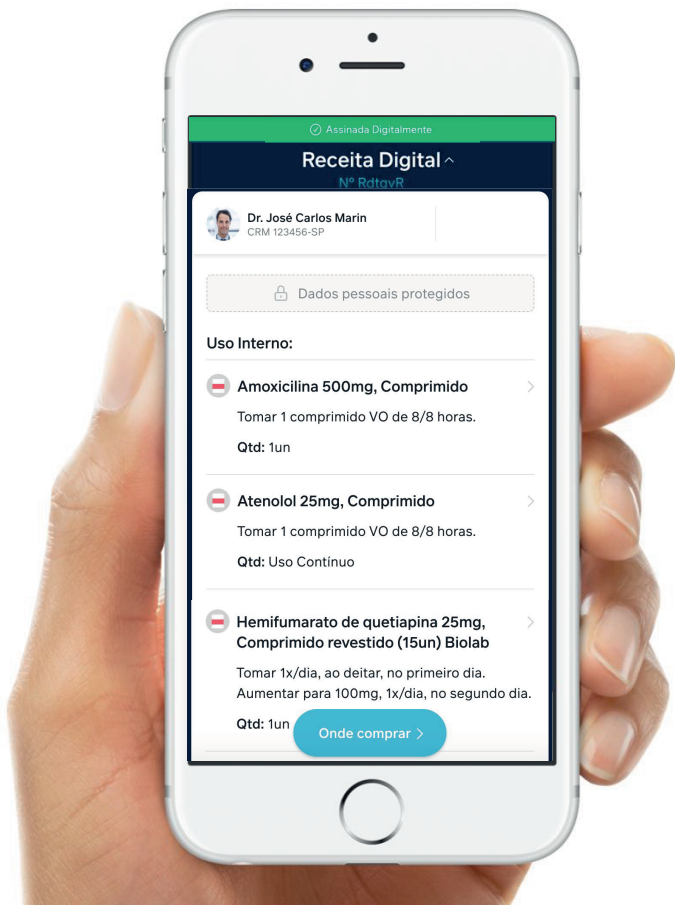 Assinada Digitalmente
Receita Digital
Nº RdtqvR
Dr. José Carlos Marin
CRM 123456-SP
Dados pessoais protegidos
Uso Interno:
Amoxicilina 500mg, Comprimido
Tomar 1 comprimido VO de 8/8 horas.
Qtd: 1un
Atenolol 25mg, Comprimido
Tomar 1 comprimido VO de 8/8 horas.
Qtd: Uso Contínuo
Hemifumarato de quetiapina 25mg,
Comprimido revestido (15un) Biolab
Tomar 1x/dia, ao deitar, no primeiro dia.
Aumentar para 100mg, 1x/dia, no segundo dia.
Qtd: 1un
Onde comprar